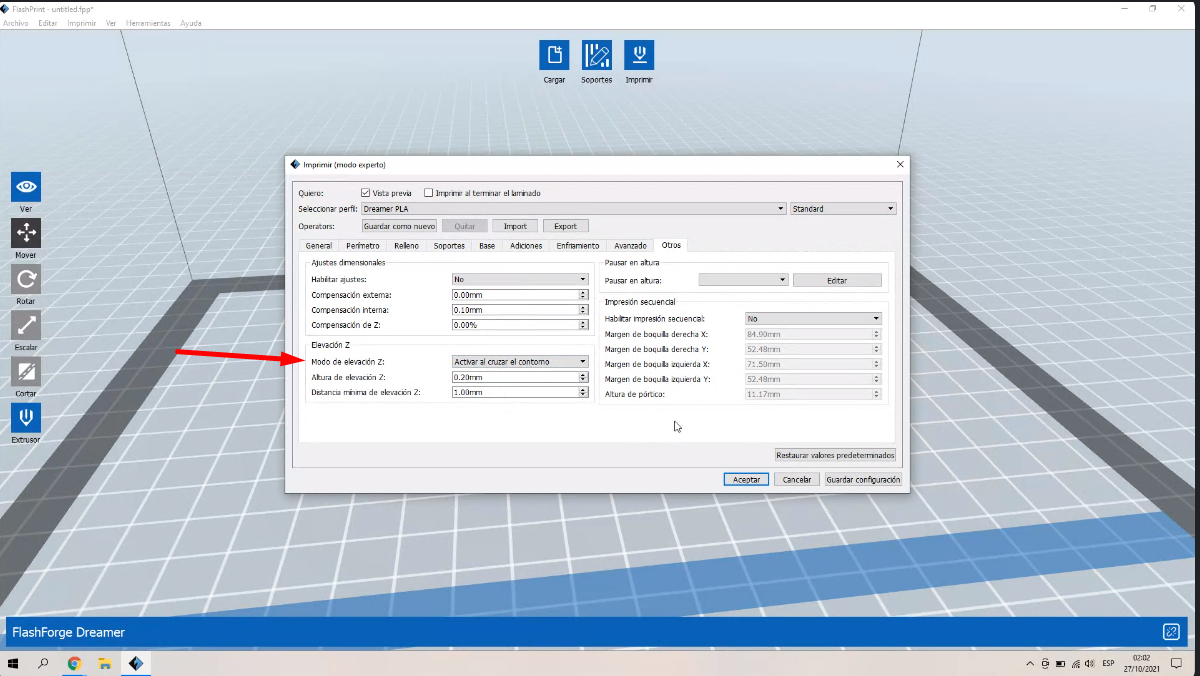 FlashPrint - untitled.fpp*
Archivo Editar Imprimir Ver Herramientas Ayuda
Cargar Soportes Imprimir
Ver
Mover
Rotar
Escalar
Cortar
Extrusor
Imprimir (modo experto)
Quiero: Vista previa Imprimir al terminar el laminado
Seleccionar perfil: Dreamer PLA Standard
Operators: Guardar como nuevo Quitar Import Export
General Perímetro Relleno Soportes Base Adiciones Enfriamiento Avanzado Otros
Ajustes dimensionales
Habilitar ajustes: No
Compensación externa: 0.00mm
Compensación interna: 0.10mm
Compensación de Z: 0.00%
Elevación Z
Modo de elevación Z: Activar al cruzar el contorno
Altura de elevación Z: 0.20mm
Distancia mínima de elevación Z: 1.00mm
Pausar en altura
Pausar en altura: Editar
Impresión secuencial
Habilitar impresión secuencial: No
Margen de boquilla derecha X: 84.90mm
Margen de boquilla derecha Y: 52.48mm
Margen de boquilla izquierda X: 71.50mm
Margen de boquilla izquierda Y: 52.48mm
Altura de pórtico: 11.17mm
Restaurar valores predeterminados
Aceptar Cancelar Guardar configuración
FlashForge Dreamer
ESP
02:02
27/10/2021